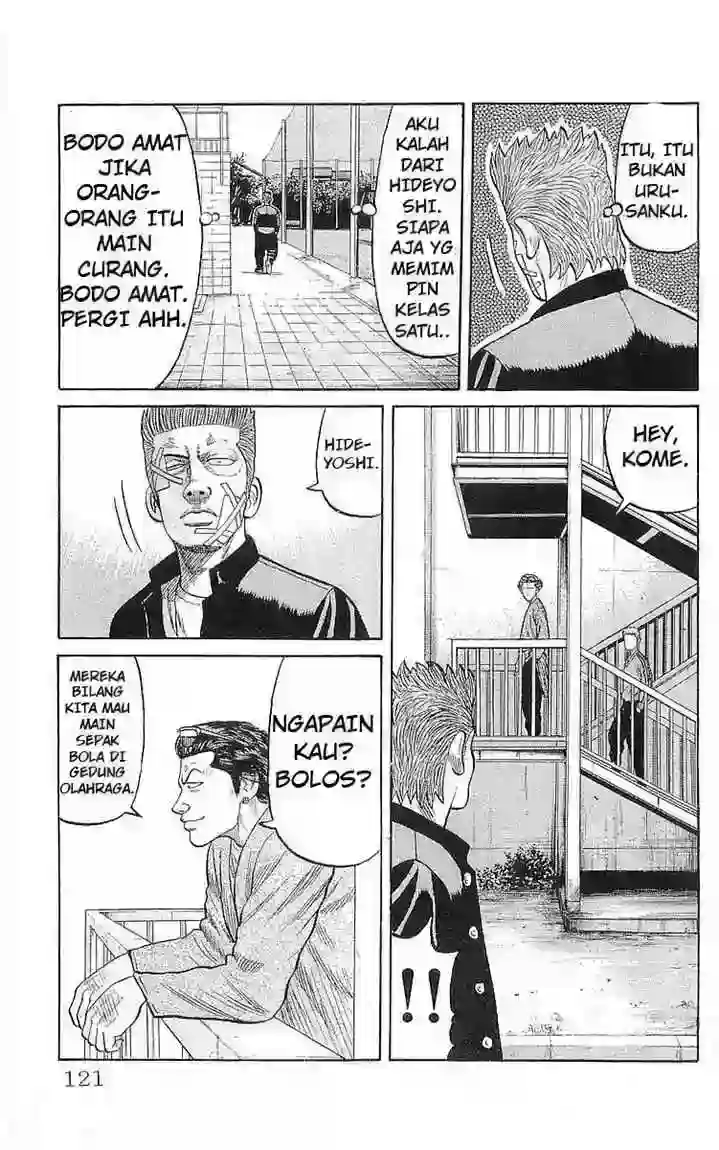 ITU, ITU
BUKAN
URU-
SANKU.
AKU
KALAH
DARI
HIDEYO
SHI.
SIAPA
AJA YG
MEMIM
PIN
KELAS
SATU..
BODO AMAT
JIKA
ORANG-
ORANG ITU
MAIN
CURANG.
BODO AMAT.
PERGI AHH.
HEY,
KOME.
!!
HIDE-
YOSHI.
NGAPAIN
KAU?
BOLOS?
MEREKA
BILANG
KITA MAU
MAIN
SEPAK
BOLA DI
GEDUNG
OLAHRAGA.
121